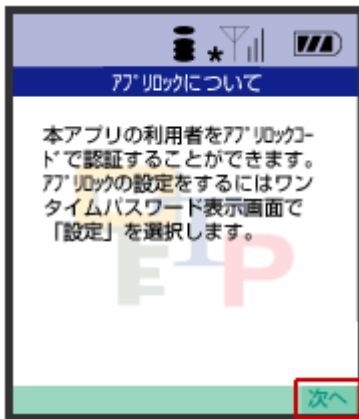 ｱﾌﾟﾘﾛｯｸについて
本アプリの利用者をｱﾌﾟﾘﾛｯｸｺｰ
ﾄﾞで認証することができます。
ｱﾌﾟﾘﾛｯｸの設定をするにはワン
タイムパスワード表示画面で
「設定」を選択します。
次へ